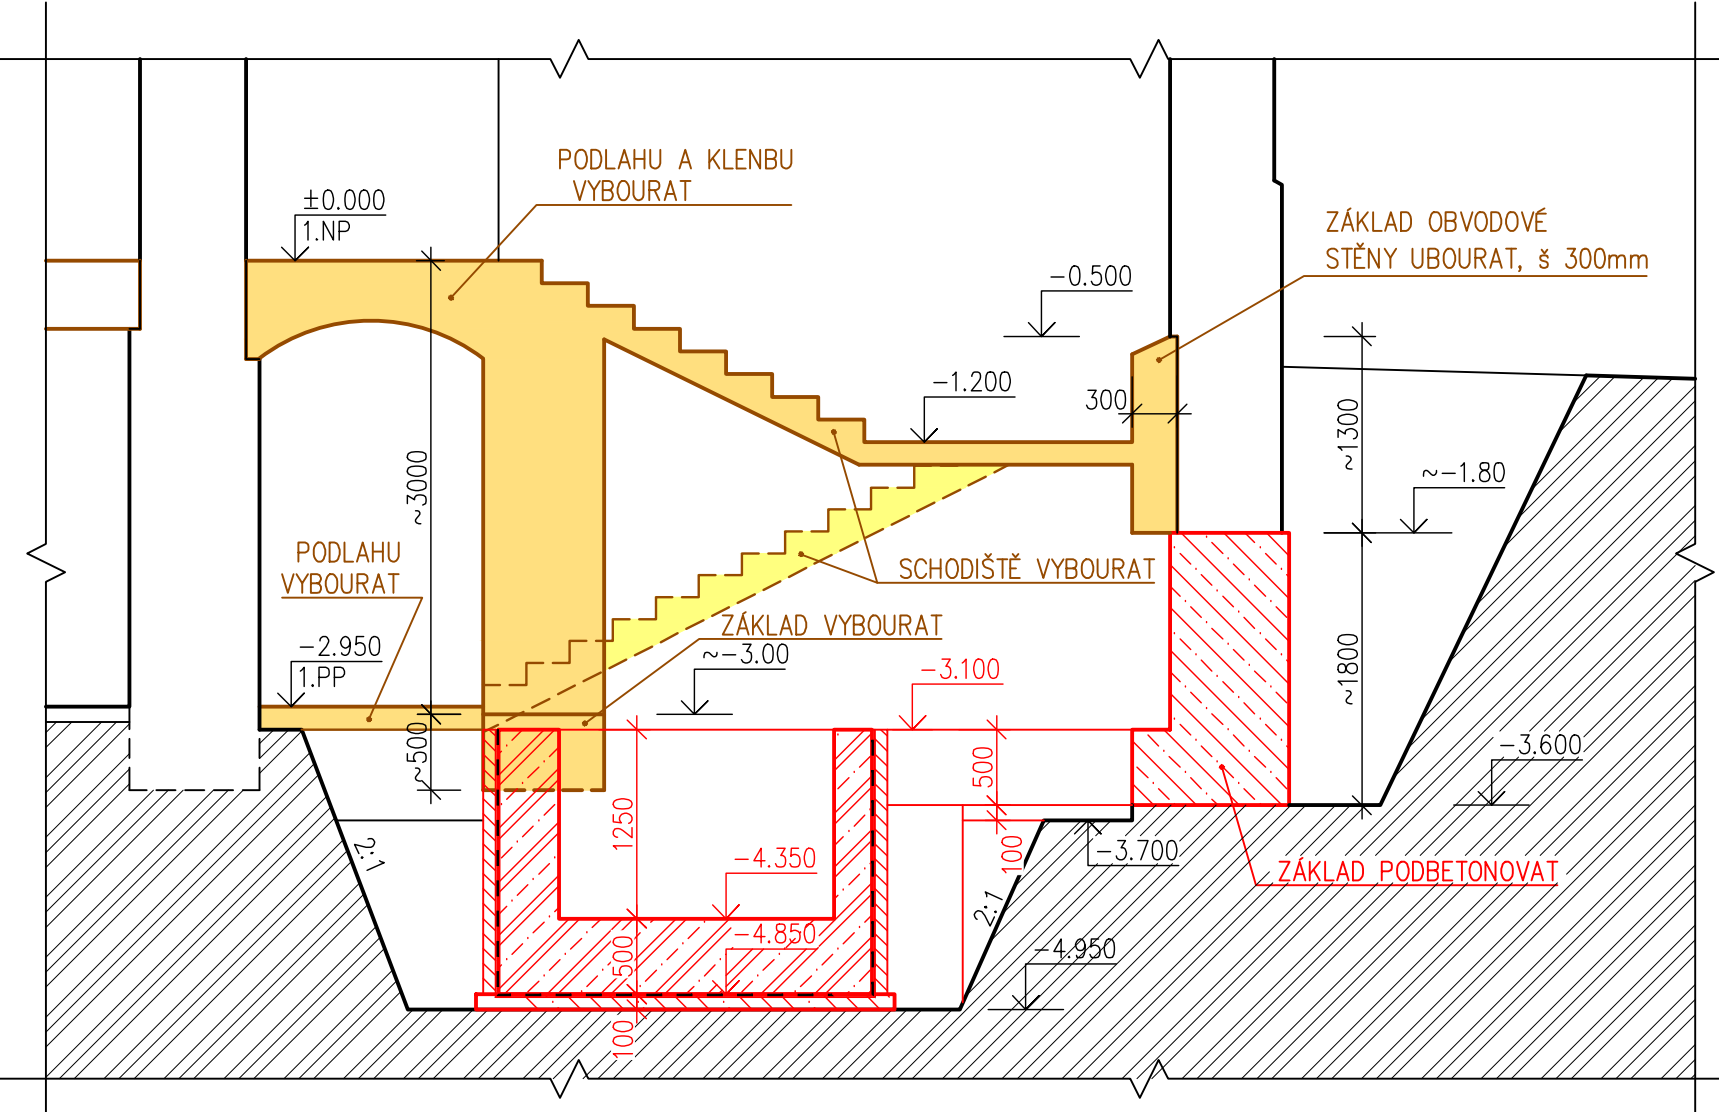 PODLAHU A KLENBU
VYBOURAT
±0.000
1.NP
ZÁKLAD OBVODOVÉ
STĚNY UBOURAT, š 300mm
-0.500
-1.200
300
~1300
~-1.80
~3000
PODLAHU
VYBOURAT
SCHODIŠTĚ VYBOURAT
ZÁKLAD VYBOURAT
-2.950
1.PP
~-3.00
-3.100
~1800
~500
500
-3.600
1250
100
2:1
-4.350
-3.700
ZÁKLAD PODBETONOVAT
2:1
-4.850
500
-4.950
100